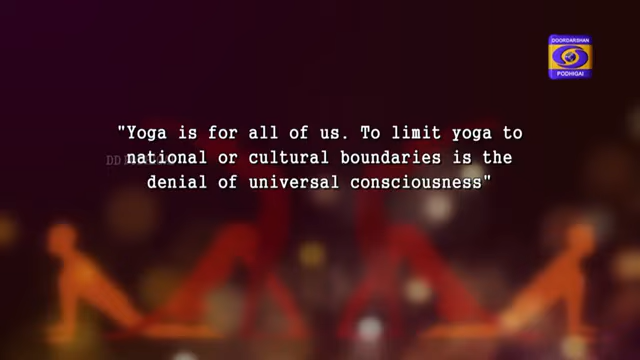 DOORDARSHAN
PODHIGAI
"Yoga is for all of us. To limit yoga to
national or cultural boundaries is the
denial of universal consciousness"
DD